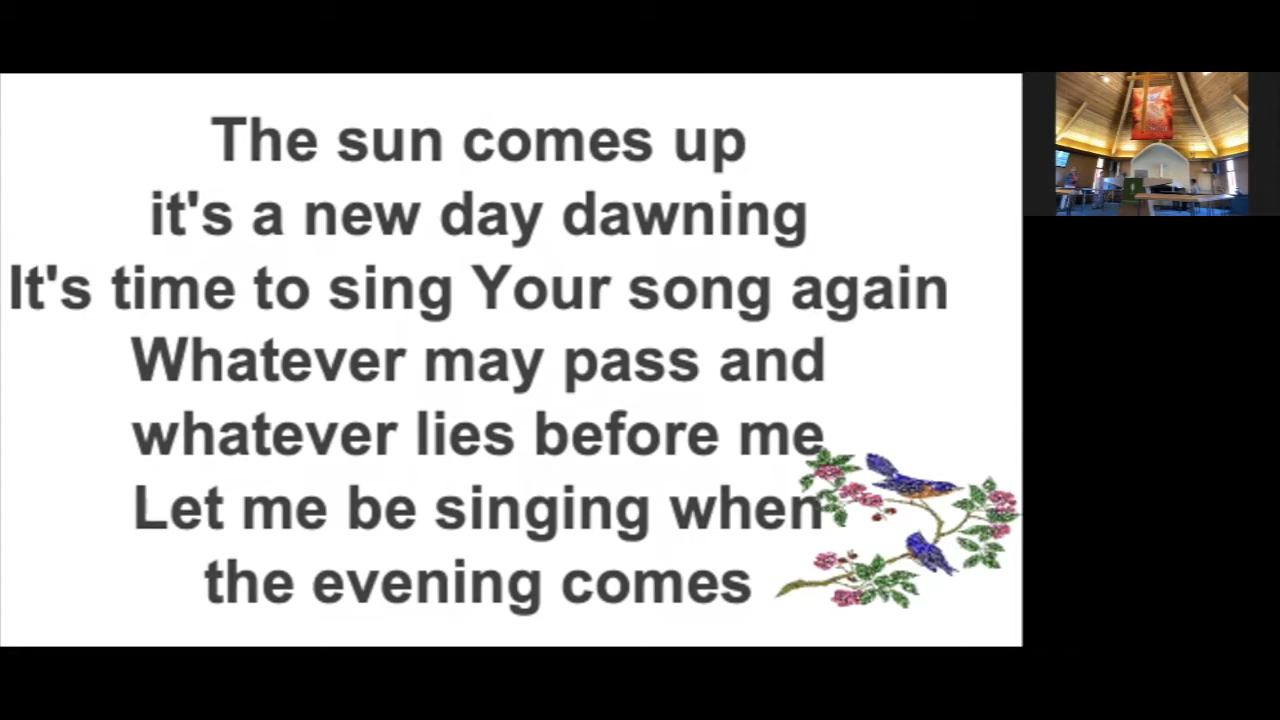 The sun comes up
it's a new day dawning
It's time to sing Your song again
Whatever may pass and
whatever lies before me
Let me be singing when
the evening comes